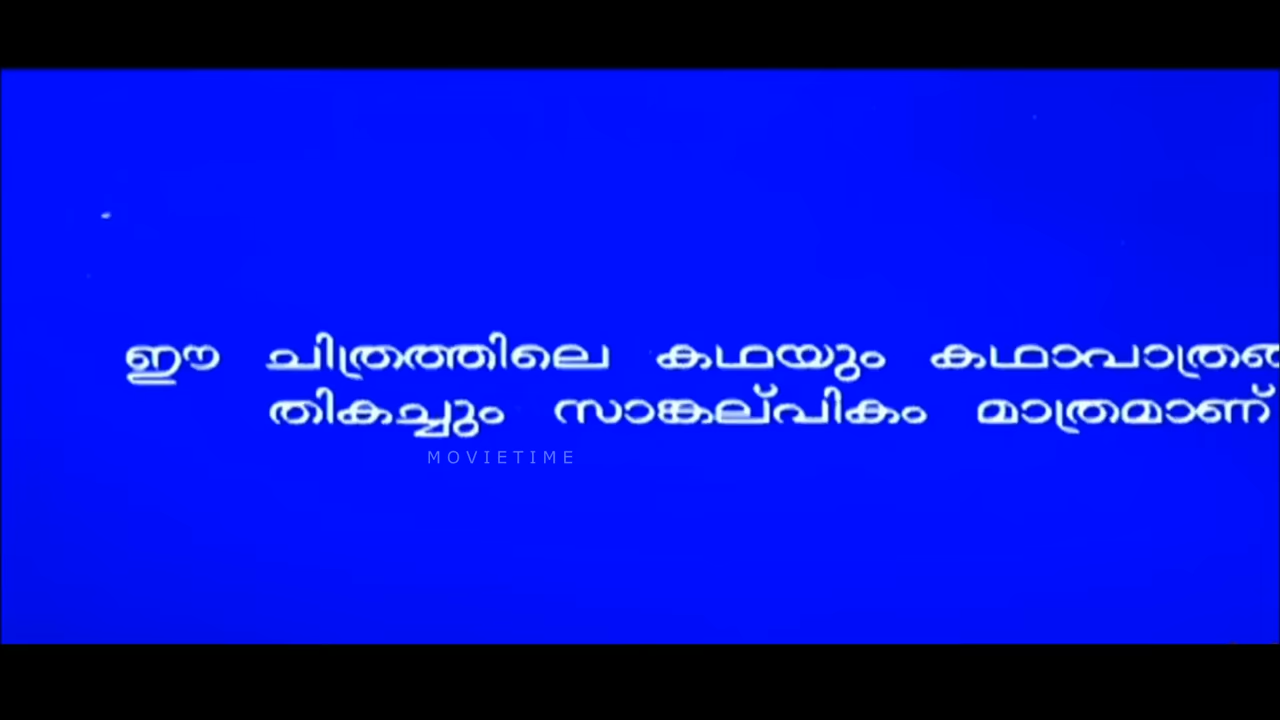 ഈ ചിത്രത്തിലെ കഥയും
തികച്ചും സാങ്കല്പികം മാത്രമാണ്
MOVIETIME